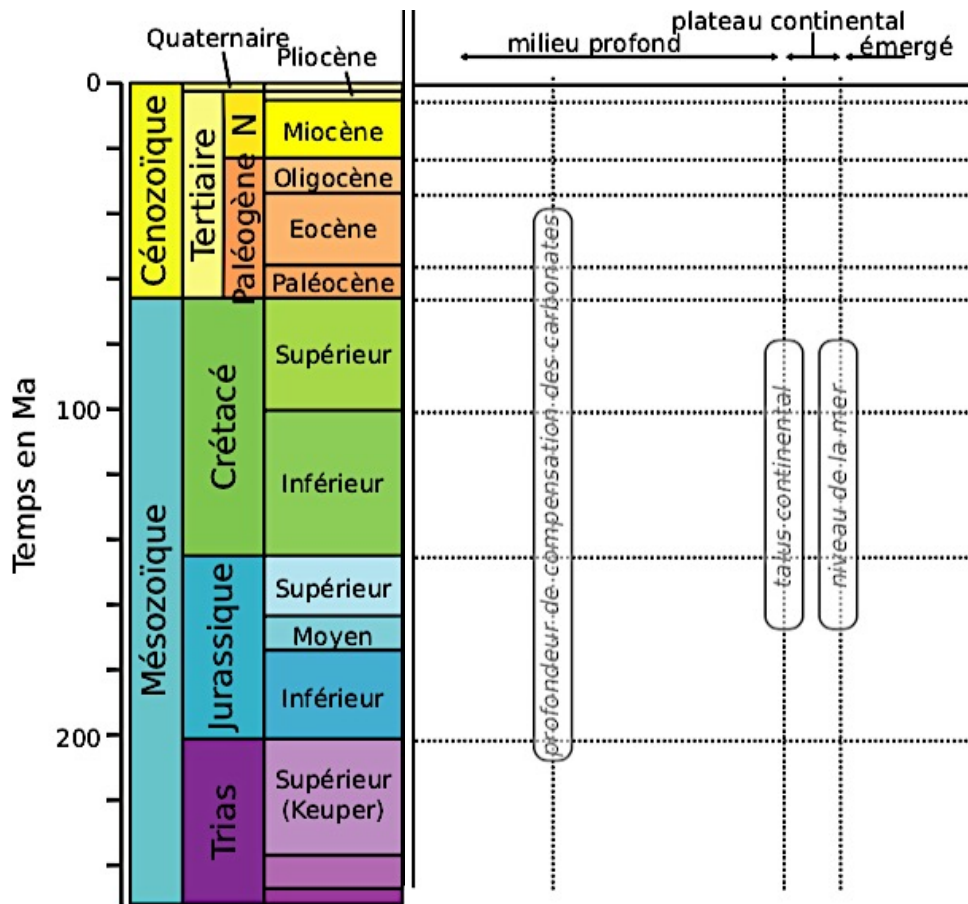 plateau continental
Quaternaire
Pliocène
milieu profond
émergé
0
100
200
Temps en Ma
Cénozoïque
Mésozoïque
Tertiaire
N
Paléogène
Crétacé
Jurassique
Trias
Miocène
Oligocène
Eocène
Paléocène
Supérieur
Inférieur
Supérieur
Moyen
Inférieur
Supérieur
(Keuper)
profondeur de compensation des carbonates
talus continental
niveau de la mer